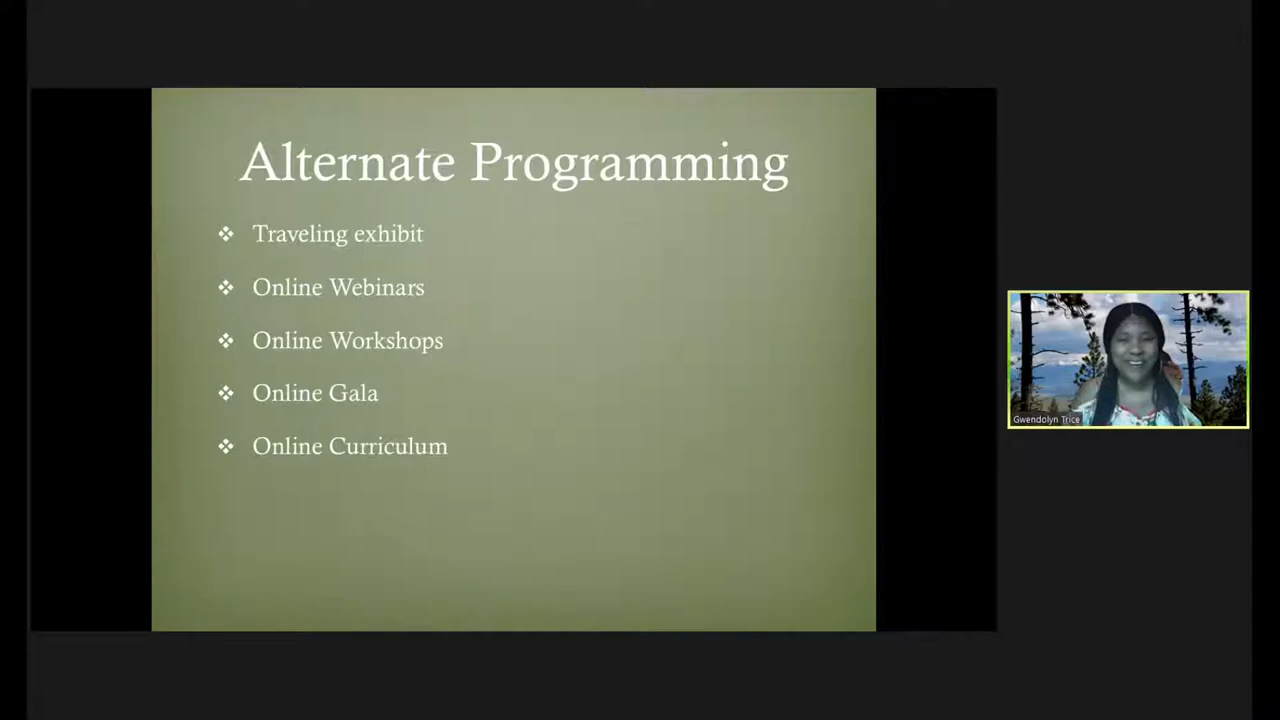 Alternate Programming
Traveling exhibit
Online Webinars
Online Workshops
Online Gala
Online Curriculum
Gwendolyn Trice